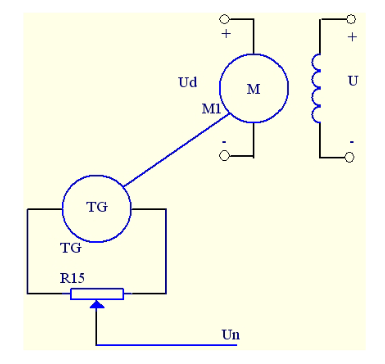 + +
Ud M U
M1
- -
TG
TG
R15
Un